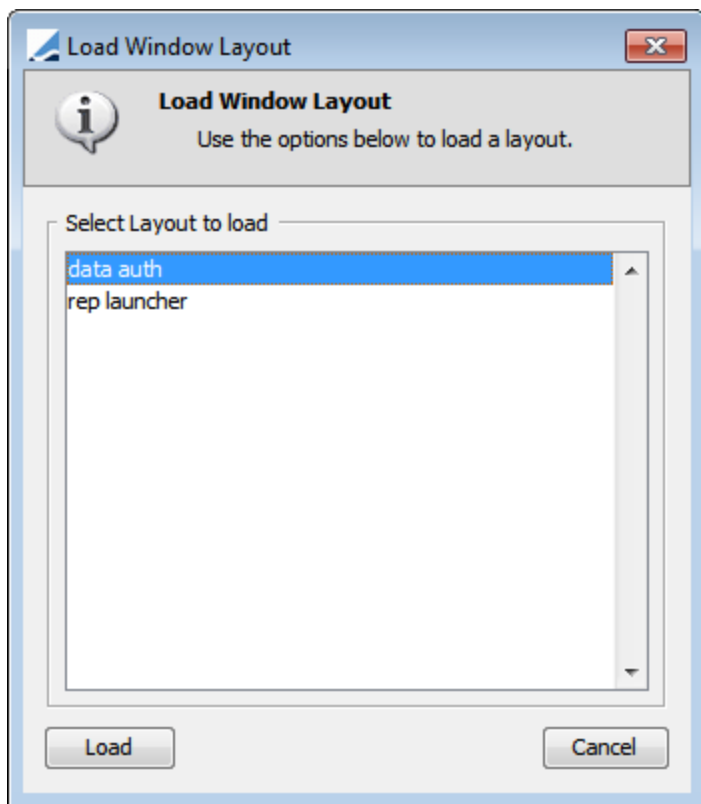 Load Window Layout
Load Window Layout
Use the options below to load a layout.
Select Layout to load
data auth
rep launcher
Load
Cancel